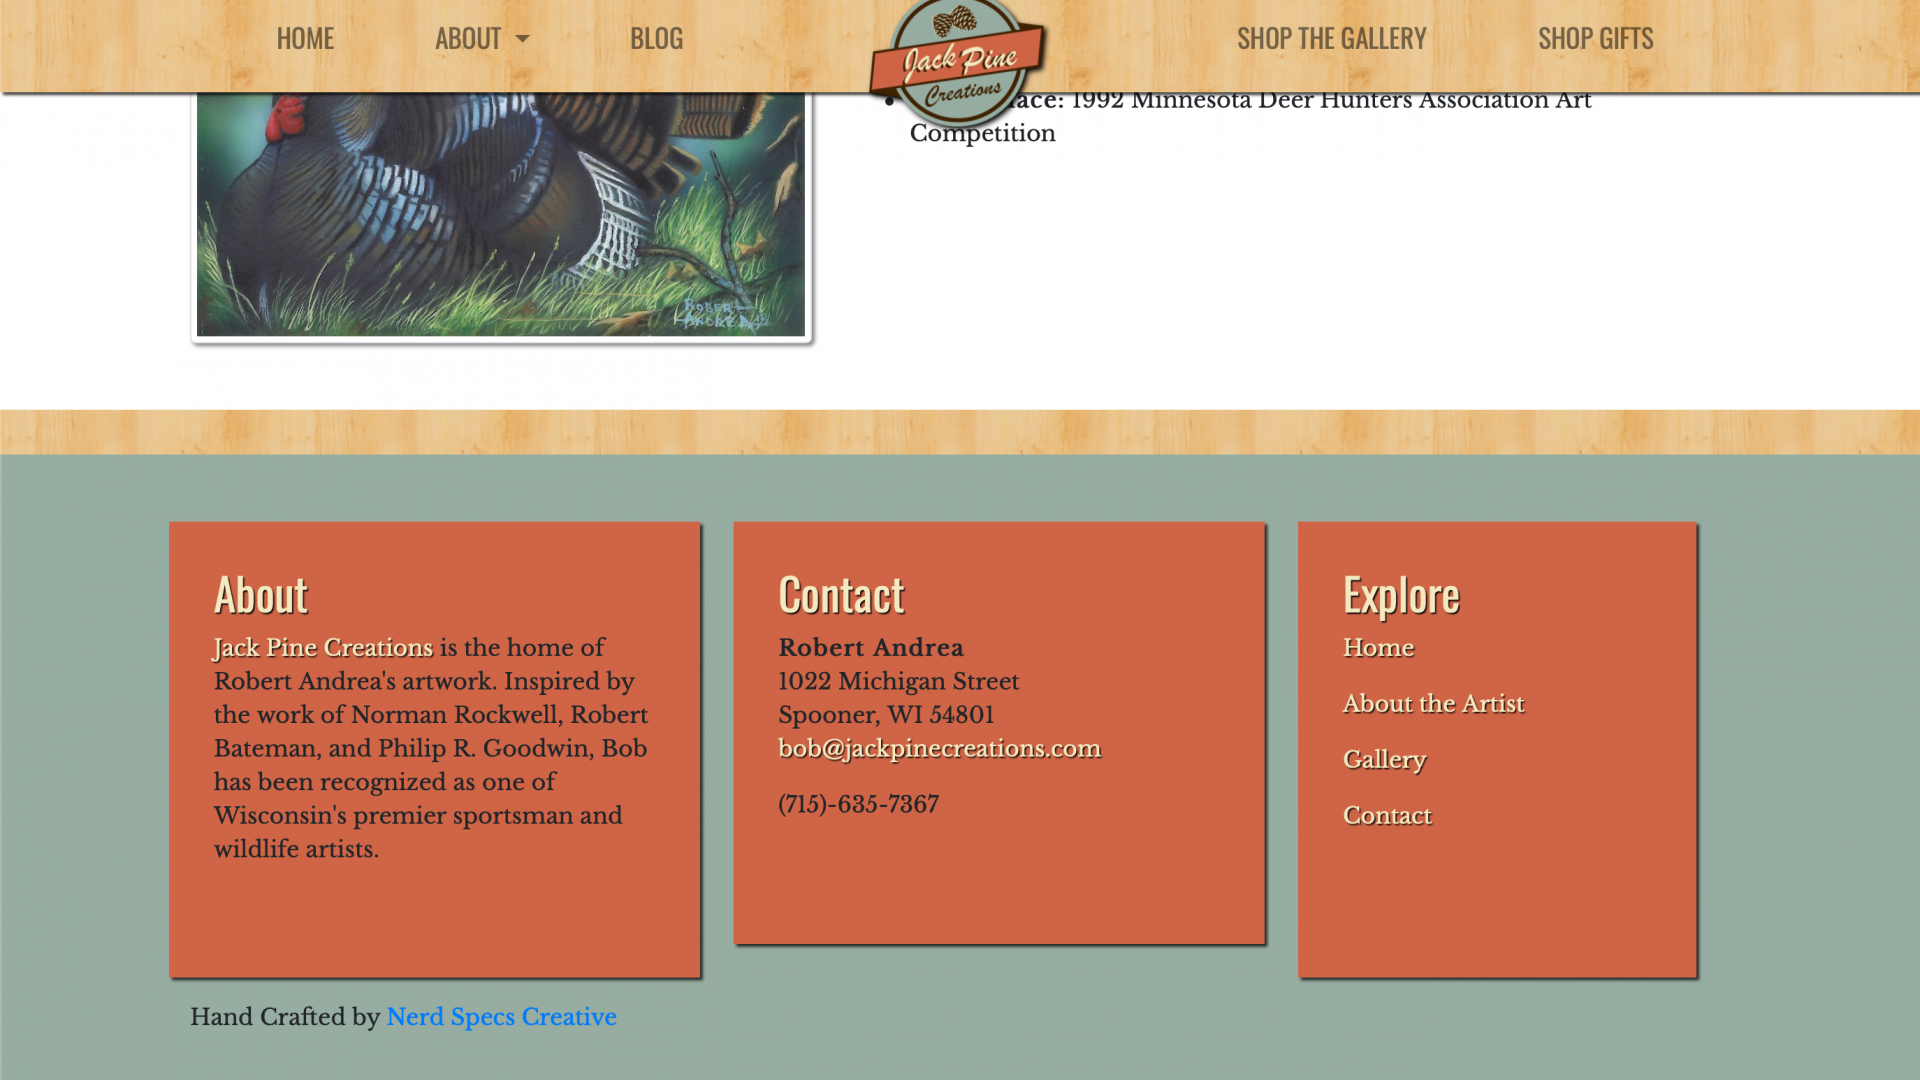 HOME
ABOUT
BLOG
Jack Pine
Creations
SHOP THE GALLERY
SHOP GIFTS
1992 Minnesota Deer Hunters Association Art
Competition
ROBERT
ANDREA
About
Jack Pine Creations is the home of
Robert Andrea's artwork. Inspired by
the work of Norman Rockwell, Robert
Bateman, and Philip R. Goodwin, Bob
has been recognized as one of
Wisconsin's premier sportsman and
wildlife artists.
Contact
Robert Andrea
1022 Michigan Street
Spooner, WI 54801
bob@jackpinecreations.com
(715)-635-7367
Explore
Home
About the Artist
Gallery
Contact
Hand Crafted by Nerd Specs Creative